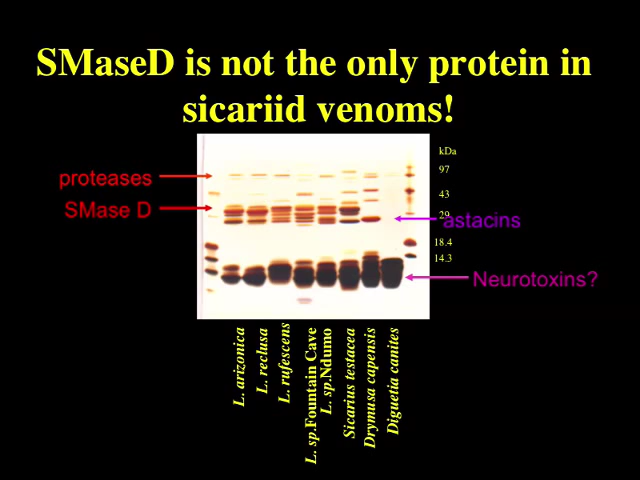 SMaseD is not the only protein in
sicariid venoms!
kDa
97
proteases
43
SMase D
29
astacins
18.4
14.3
Neurotoxins?
L. arizonica
L. reclusa
L. rufescens
L. sp.Fountain Cave
L. sp.Ndumo
Sicarius testacea
Drymusa capensis
Diguetia canites